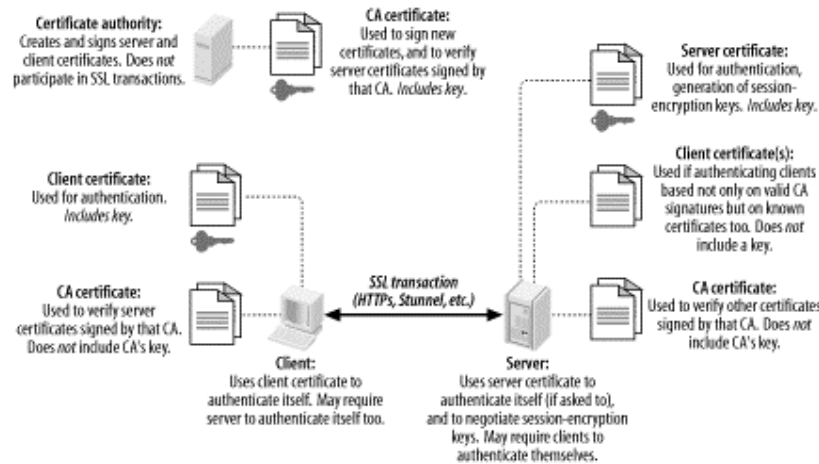 Certificate authority:
Creates and signs server and
client certificates. Does not
participate in SSL transactions.
CA certificate:
Used to sign new
certificates, and to verify
server certificates signed by
that CA. Includes key.
Server certificate:
Used for authentication,
generation of session-
encryption keys. Includes key.
Client certificate:
Used for authentication.
Includes key.
Client certificate(s):
Used if authenticating clients
based not only on valid CA
signatures but on known
certificates too. Does not
include a key.
CA certificate:
Used to verify server
certificates signed by that CA.
Does not include CA's key.
SSL transaction
(HTTPs, Stunnel, etc.)
CA certificate:
Used to verify other certificates
signed by that CA. Does not
include CA's key.
Client:
Uses client certificate to
authenticate itself. May require
server to authenticate itself too.
Server:
Uses server certificate to
authenticate itself (if asked to),
and to negotiate session-encryption
keys. May require clients to
authenticate themselves.